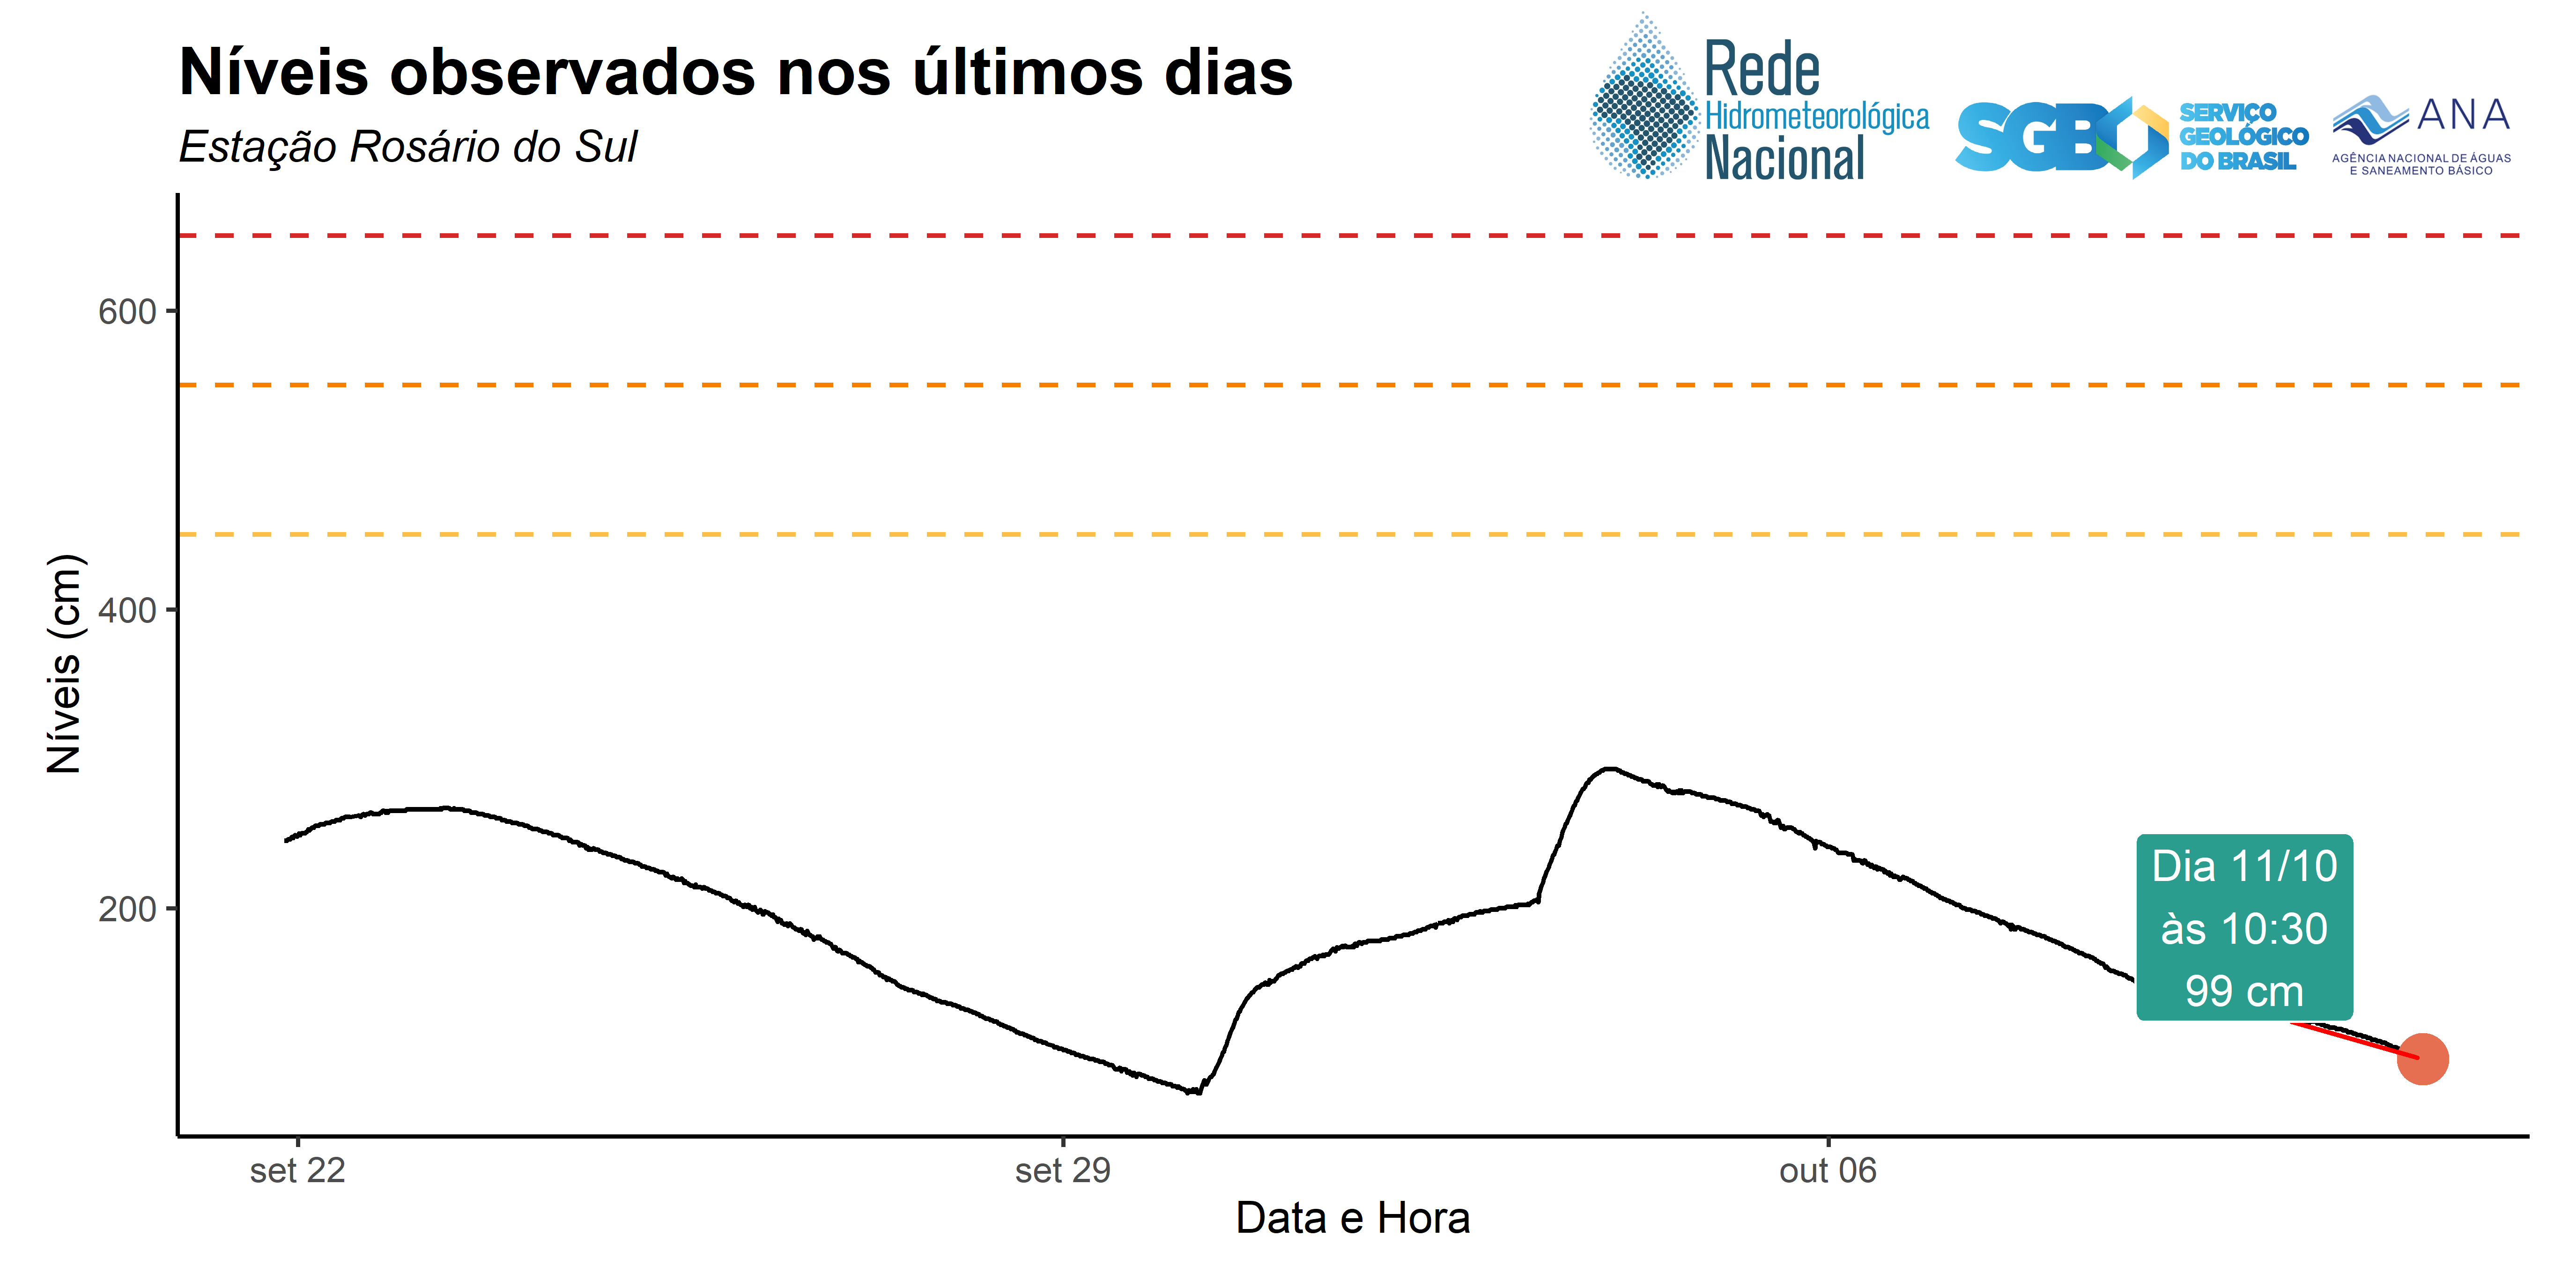 Níveis observados nos últimos dias
Estação Rosário do Sul
Rede
Hidrometeorológica
Nacional
SGB
SERVIÇO
GEOLÓGICO
DO BRASIL
ANA
AGÊNCIA NACIONAL DE ÁGUAS
E SANEAMENTO BÁSICO
Níveis (cm)
600
400
200
Dia 11/10
às 10:30
99 cm
set 22
set 29
out 06
Data e Hora